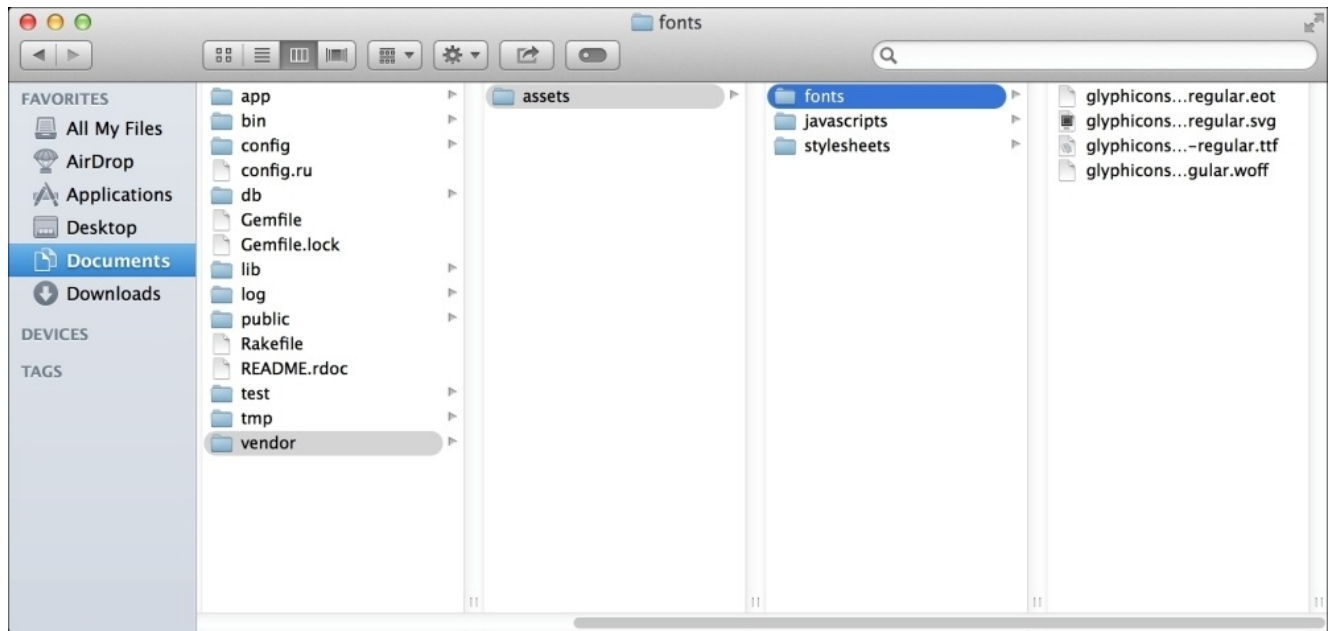 fonts
FAVORITES
All My Files
AirDrop
Applications
Desktop
Documents
Downloads
DEVICES
TAGS
app
bin
config
config.ru
db
Gemfile
Gemfile.lock
lib
log
public
Rakefile
README.rdoc
test
tmp
vendor
assets
fonts
javascripts
stylesheets
glyphicons...regular.eot
glyphicons...regular.svg
glyphicons...-regular.ttf
glyphicons...gular.woff